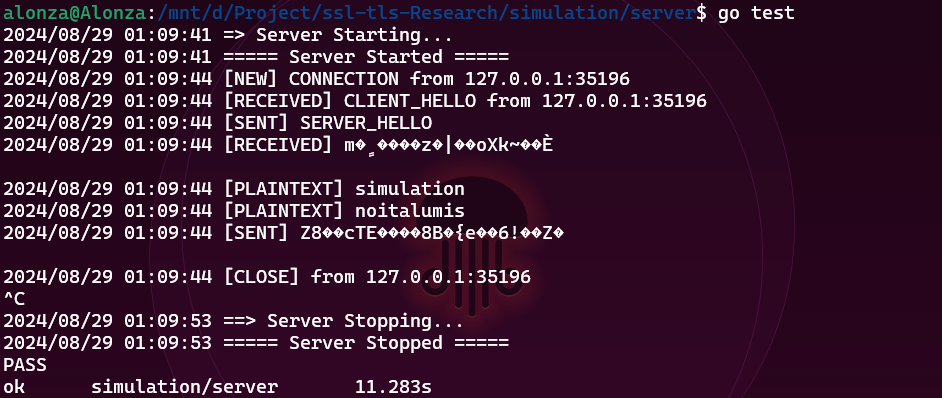 alonza@Alonza:/mnt/d/Project/ssl-tls-Research/simulation/server$ go test
2024/08/29 01:09:41 => Server Starting...
2024/08/29 01:09:41 ===== Server Started =====
2024/08/29 01:09:44 [NEW] CONNECTION from 127.0.0.1:35196
2024/08/29 01:09:44 [RECEIVED] CLIENT_HELLO from 127.0.0.1:35196
2024/08/29 01:09:44 [SENT] SERVER_HELLO
2024/08/29 01:09:44 [RECEIVED]
2024/08/29 01:09:44 [PLAINTEXT] simulation
2024/08/29 01:09:44 [PLAINTEXT] noitalumis
2024/08/29 01:09:44 [SENT] Z8��cTE����8B�{e��6!��Z�
2024/08/29 01:09:44 [CLOSE] from 127.0.0.1:35196
^C
2024/08/29 01:09:53 ==> Server Stopping...
2024/08/29 01:09:53 ===== Server Stopped =====
PASS
ok simulation/server 11.283s